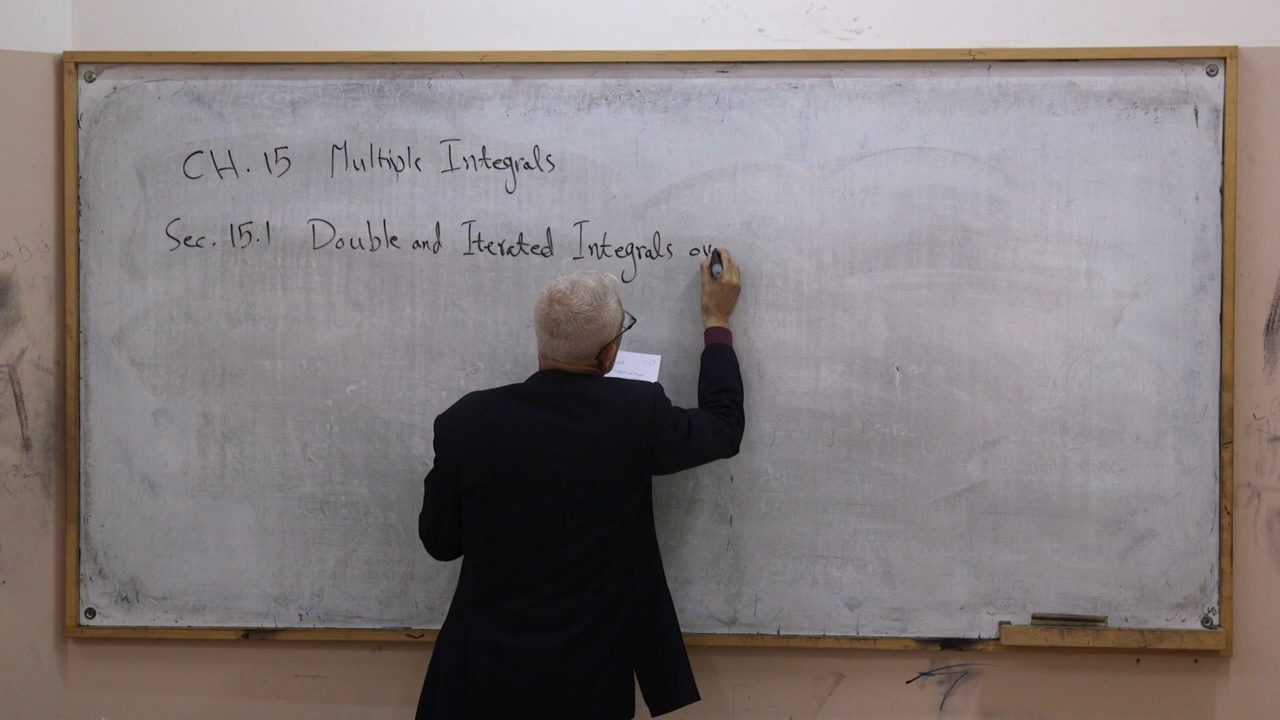 CH. 15 Multiple Integrals
Sec. 15.1 Double and Iterated Integrals ov